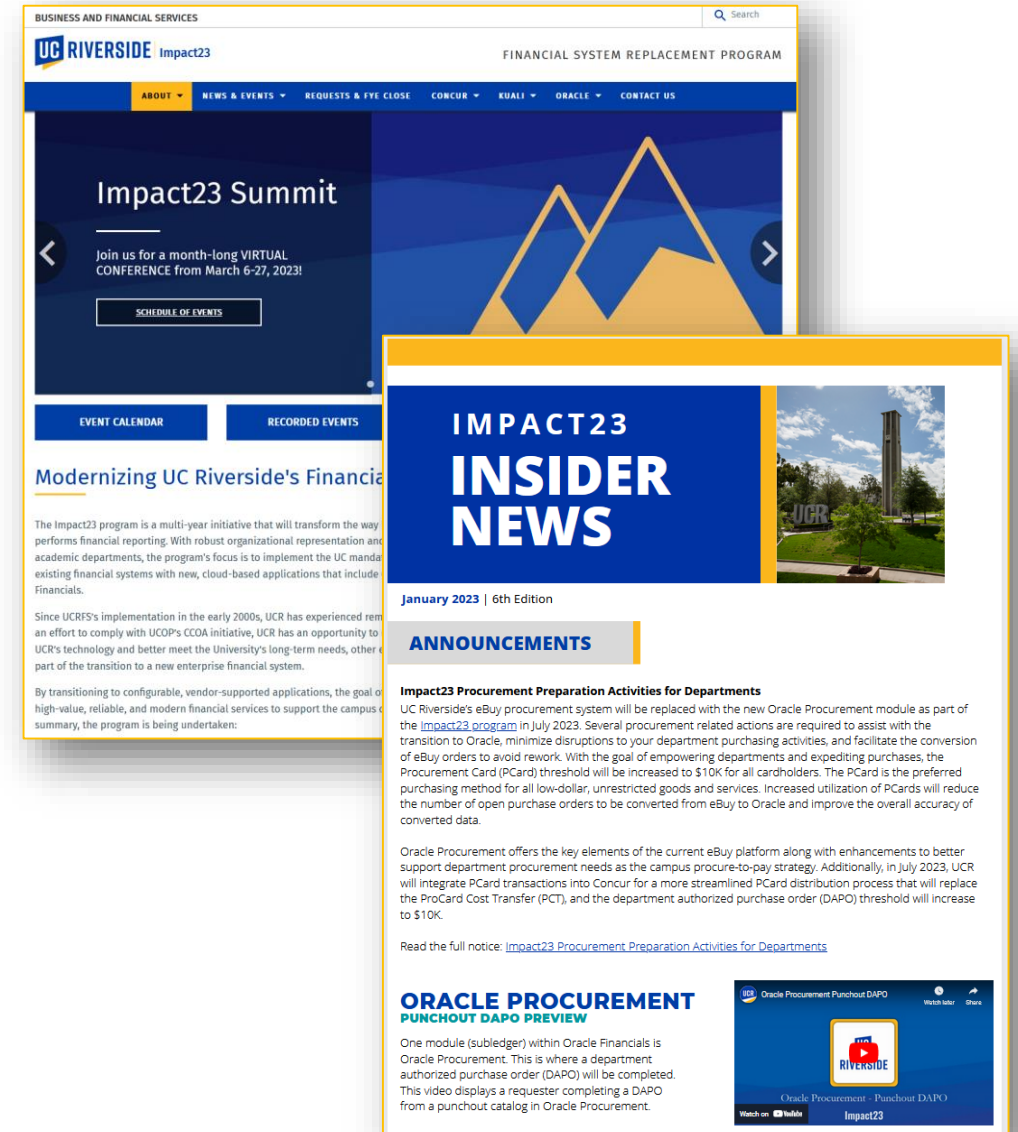 BUSINESS AND FINANCIAL SERVICES
Search
UC RIVERSIDE Impact23
FINANCIAL SYSTEM REPLACEMENT PROGRAM
ABOUT NEWS & EVENTS REQUESTS & FYE CLOSE CONCUR KUALI ORACLE CONTACT US
Impact23 Summit
Join us for a month-long VIRTUAL
CONFERENCE from March 6-27, 2023!
SCHEDULE OF EVENTS
EVENT CALENDAR
RECORDED EVENTS
Modernizing UC Riverside's Financia
The Impact23 program is a multi-year initiative that will transform the way
performs financial reporting. With robust organizational representation and
academic departments, the program's focus is to implement the UC manda
existing financial systems with new, cloud-based applications that include
Financials.
Since UCRFS's implementation in the early 2000s, UCR has experienced rem
an effort to comply with UCOP's CCOA initiative, UCR has an opportunity to
UCR's technology and better meet the University's long-term needs, other e
part of the transition to a new enterprise financial system.
By transitioning to configurable, vendor-supported applications, the goal o
high-value, reliable, and modern financial services to support the campus
summary, the program is being undertaken:
IMPACT23
INSIDER
NEWS
UCR
January 2023 | 6th Edition
ANNOUNCEMENTS
Impact23 Procurement Preparation Activities for Departments
UC Riverside's eBuy procurement system will be replaced with the new Oracle Procurement module as part of
the Impact23 program in July 2023. Several procurement related actions are required to assist with the
transition to Oracle, minimize disruptions to your department purchasing activities, and facilitate the conversion
of eBuy orders to avoid rework. With the goal of empowering departments and expediting purchases, the
Procurement Card (PCard) threshold will be increased to $10K for all cardholders. The PCard is the preferred
purchasing method for all low-dollar, unrestricted goods and services. Increased utilization of PCards will reduce
the number of open purchase orders to be converted from eBuy to Oracle and improve the overall accuracy of
converted data.
Oracle Procurement offers the key elements of the current eBuy platform along with enhancements to better
support department procurement needs as the campus procure-to-pay strategy. Additionally, in July 2023, UCR
will integrate PCard transactions into Concur for a more streamlined PCard distribution process that will replace
the ProCard Cost Transfer (PCT), and the department authorized purchase order (DAPO) threshold will increase
to $10K.
Read the full notice: Impact23 Procurement Preparation Activities for Departments
ORACLE PROCUREMENT
PUNCHOUT DAPO PREVIEW
One module (subledger) within Oracle Financials is
Oracle Procurement. This is where a department
authorized purchase order (DAPO) will be completed.
This video displays a requester completing a DAPO
from a punchout catalog in Oracle Procurement.
UCR Oracle Procurement Punchout DAPO
Watch later Share
RIVERSIDE
Oracle Procurement - Punchout DAPO
Watch on YouTube
Impact23